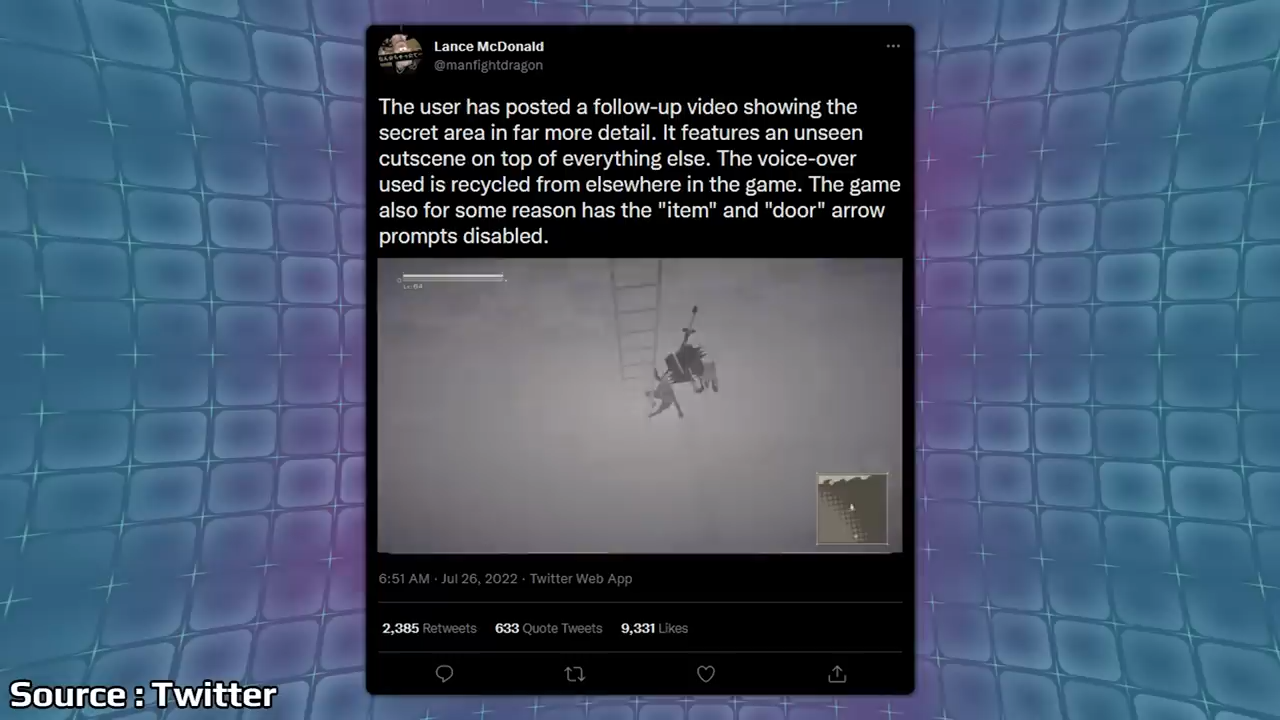 Lance McDonald
@manfightdragon
The user has posted a follow-up video showing the
secret area in far more detail. It features an unseen
cutscene on top of everything else. The voice-over
used is recycled from elsewhere in the game. The game
also for some reason has the "item" and "door" arrow
prompts disabled.
6:51 AM · Jul 26, 2022 · Twitter Web App
2,385 Retweets 633 Quote Tweets 9,331 Likes
Source : Twitter